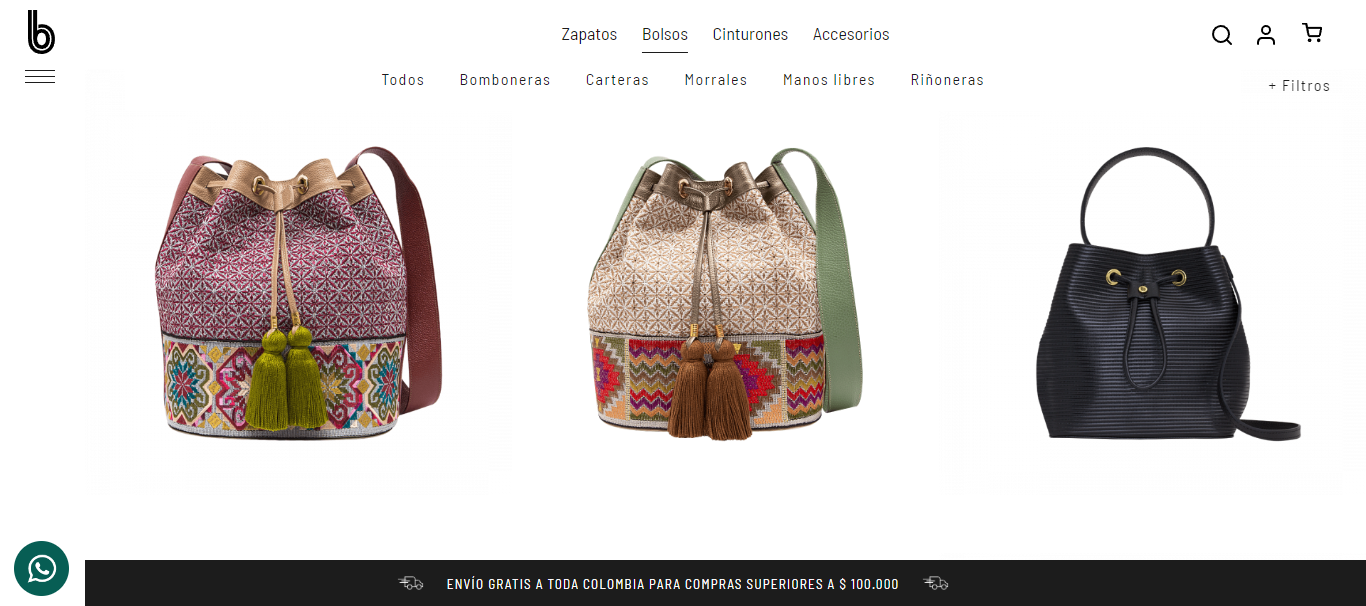 b
Zapatos Bolsos Cinturones Accesorios
Todos Bomboneras Carteras Morrales Manos libres Riñoneras
+ Filtros
ENVÍO GRATIS A TODA COLOMBIA PARA COMPRAS SUPERIORES A $ 100.000